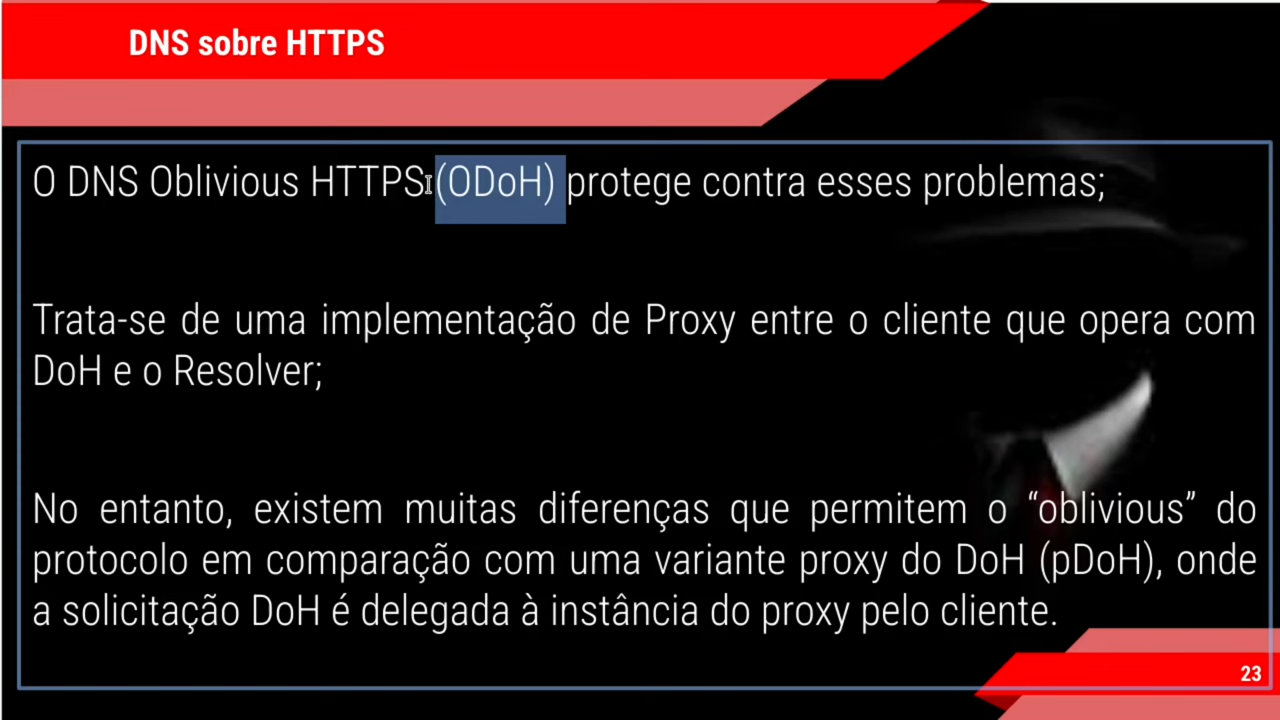 DNS sobre HTTPS
O DNS Oblivious HTTPS (ODoH) protege contra esses problemas;
Trata-se de uma implementação de Proxy entre o cliente que opera com
DoH e o Resolver;
No entanto, existem muitas diferenças que permitem o “oblivious” do
protocolo em comparação com uma variante proxy do DoH (pDoH), onde
a solicitação DoH é delegada à instância do proxy pelo cliente.
23